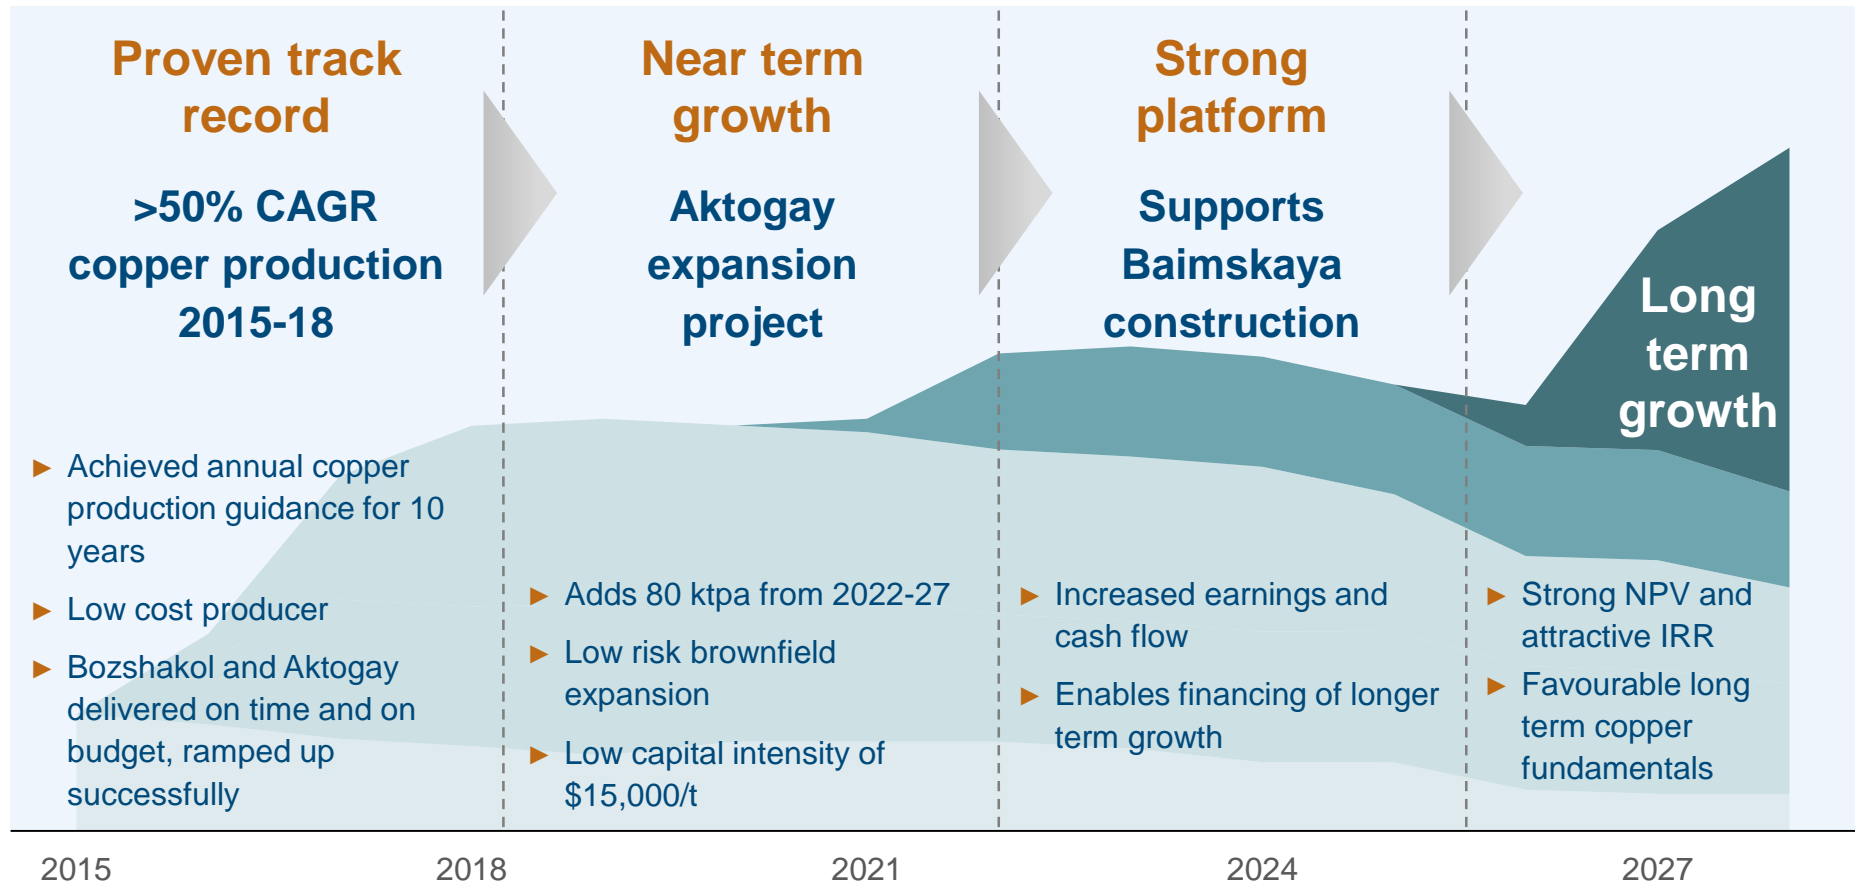 Proven track
record
>50% CAGR
copper production
2015-18
► Achieved annual copper
production guidance for 10
years
► Low cost producer
► Bozshakol and Aktogay
delivered on time and on
budget, ramped up
successfully
Near term
growth
Aktogay
expansion
project
► Adds 80 ktpa from 2022-27
► Low risk brownfield
expansion
► Low capital intensity of
$15,000/t
Strong
platform
Supports
Baimskaya
construction
► Increased earnings and
cash flow
► Enables financing of longer
term growth
Long
term
growth
► Strong NPV and
attractive IRR
► Favourable long
term copper
fundamentals
2015 2018 2021 2024 2027